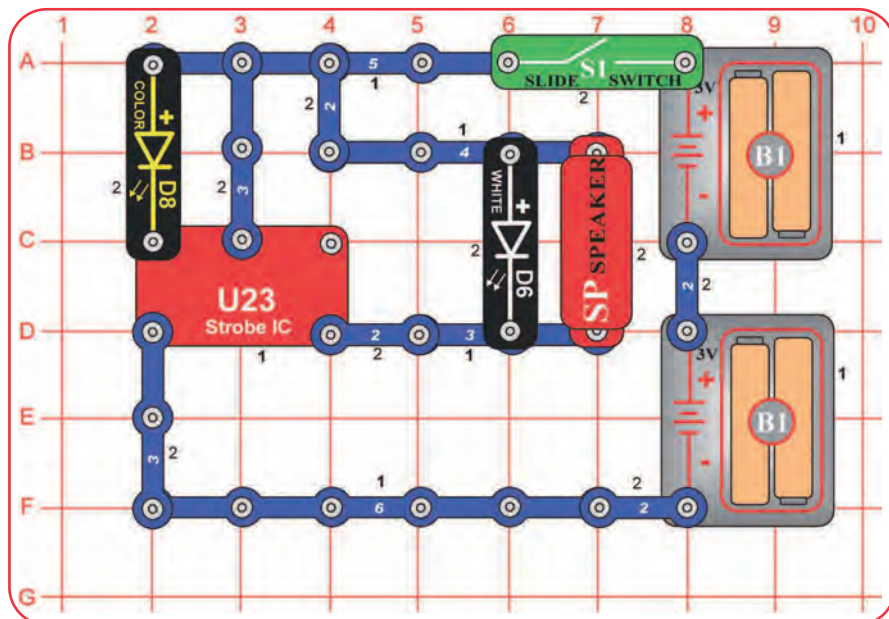 1 2 3 4 5 6 7 8 9 10
A
5
1
S1
SLIDE SWITCH
2
3V
+
-
B1
1
COLOR
+
D8
2
2
3
2
2
B
1
4
WHITE
+
D6
2
SP SPEAKER
2
C
U23
Strobe IC
1
2
2
D
2
2
3
1
3V
+
-
B1
1
E
3
2
F
1
6
2
2
G